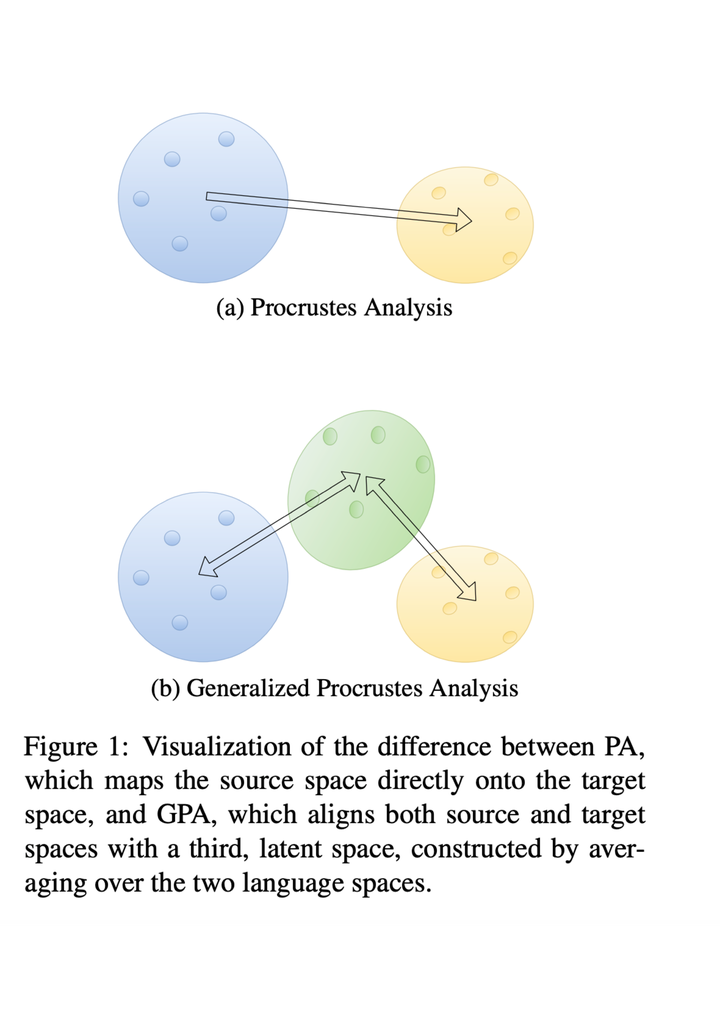 (a) Procrustes Analysis
(b) Generalized Procrustes Analysis
Figure 1: Visualization of the difference between PA,
which maps the source space directly onto the target
space, and GPA, which aligns both source and target
spaces with a third, latent space, constructed by aver-
aging over the two language spaces.